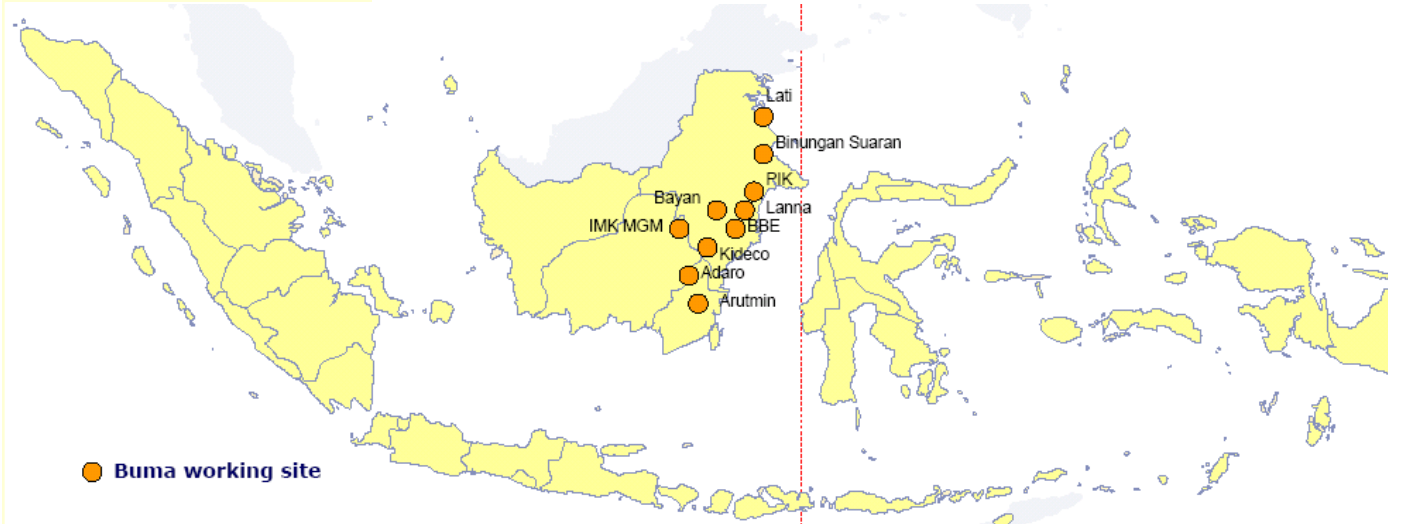 Lati
Binungan Suaran
RIK
Bayan
Lanna
IMK MGM
BBE
Kideco
Adaro
Arutmin
Buma working site